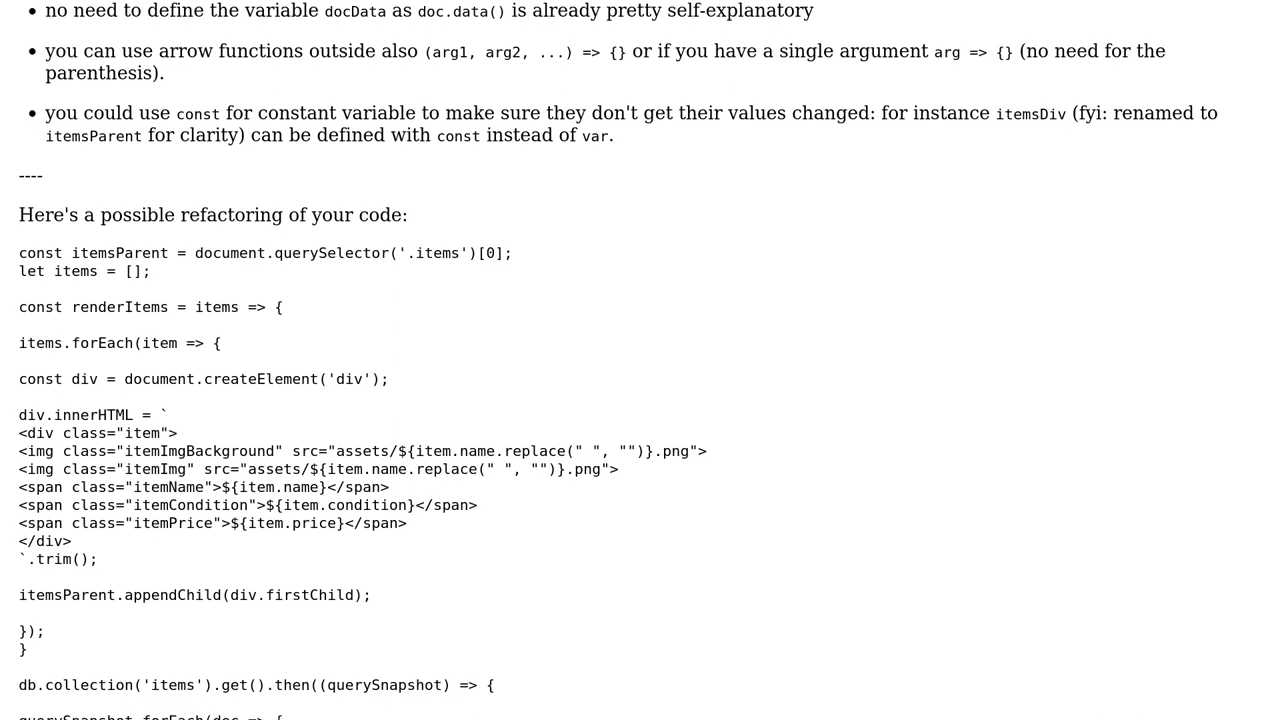 no need to define the variable docData as doc.data() is already pretty self-explanatory
you can use arrow functions outside also (arg1, arg2, ...) => {} or if you have a single argument arg => {} (no need for the
parenthesis).
you could use const for constant variable to make sure they don't get their values changed: for instance itemsDiv (fyi: renamed to
itemsParent for clarity) can be defined with const instead of var.
----
Here's a possible refactoring of your code:
const itemsParent = document.querySelector('.items')[0];
let items = [];
const renderItems = items => {
items.forEach(item => {
const div = document.createElement('div');
div.innerHTML = `
<div class="item">
<img class="itemImgBackground" src="assets/${item.name.replace(" ", "")}.png">
<img class="itemImg" src="assets/${item.name.replace(" ", "")}.png">
<span class="itemName">${item.name}</span>
<span class="itemCondition">${item.condition}</span>
<span class="itemPrice">${item.price}</span>
</div>
`.trim();
itemsParent.appendChild(div.firstChild);
});
}
db.collection('items').get().then((querySnapshot) => {
querySnapshot.forEach(doc => {